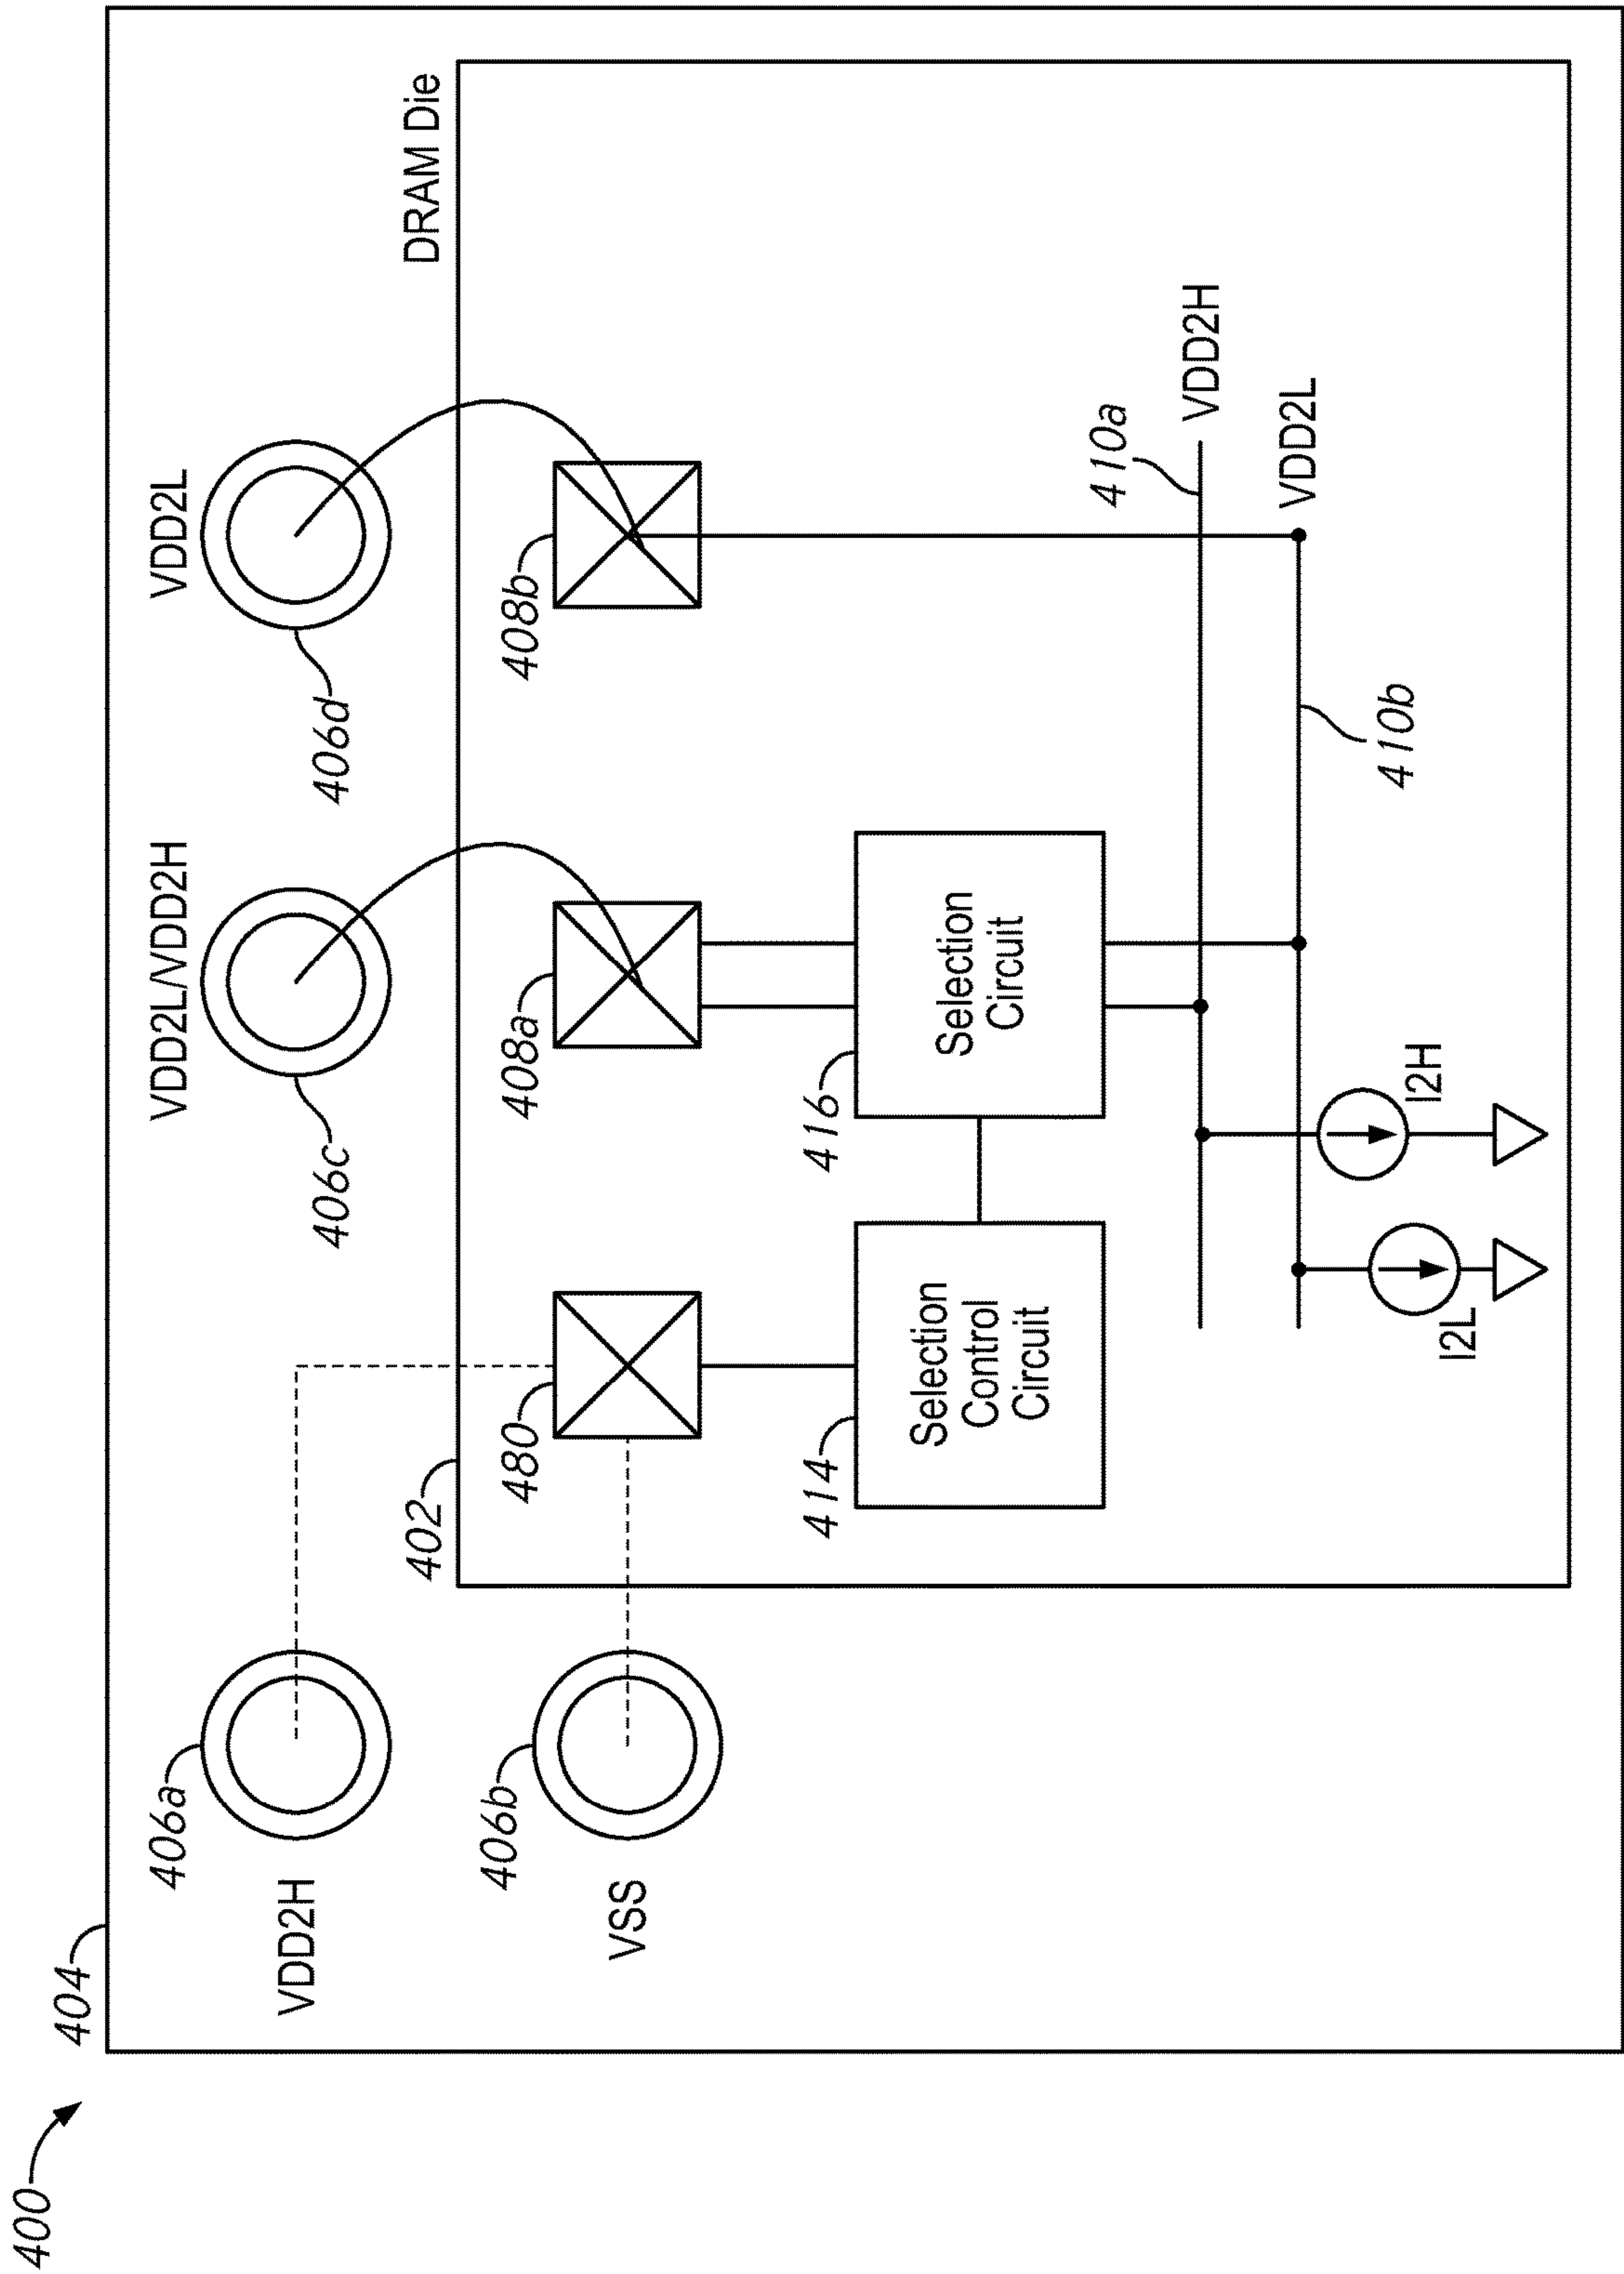 400
404
VDD2H
406a
VSS
406b
VDD2L/VDD2H
406c
VDD2L
406d
DRAM Die
402
480
408a
408b
414
Selection
Control
Circuit
416
Selection
Circuit
410a
VDD2H
VDD2L
410b
I2L
I2H